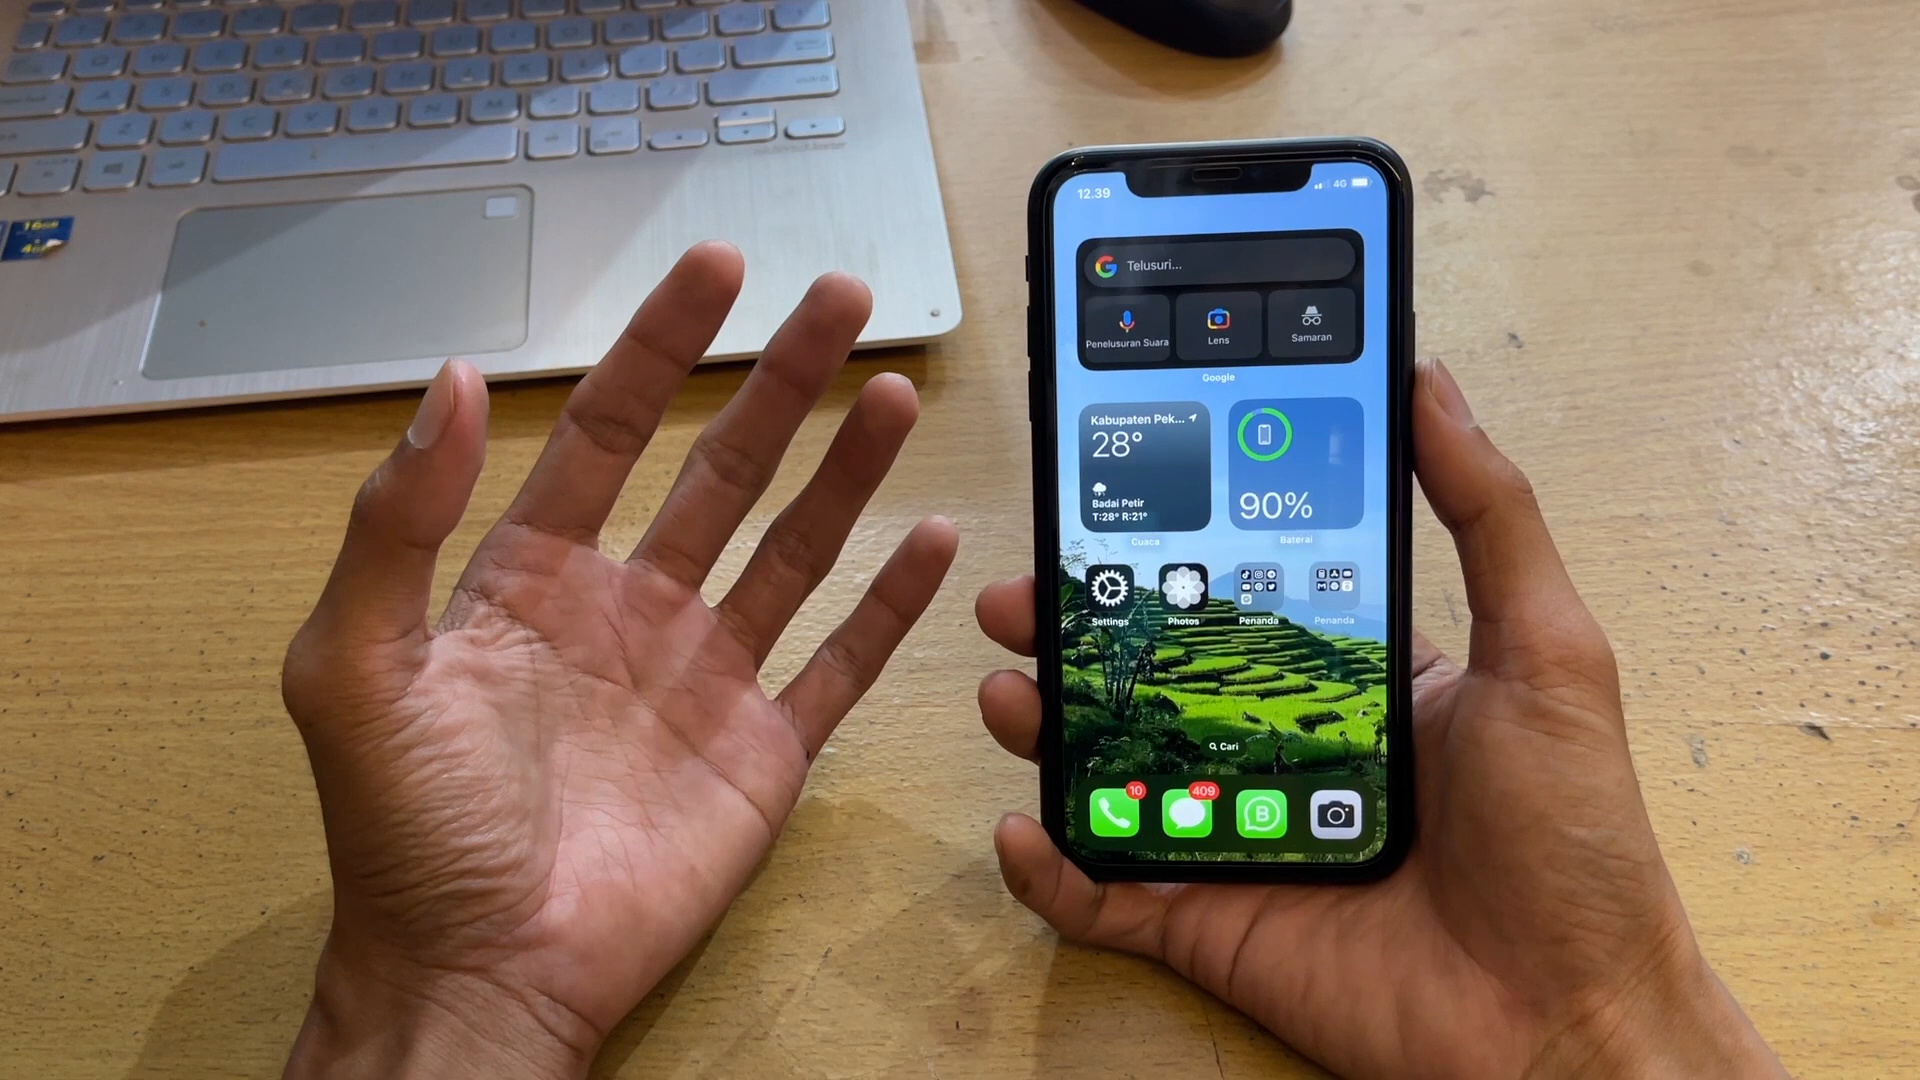 12.39
4G
Telusuri...
Penelusuran Suara
Lens
Samaran
Google
Kabupaten Pek...
28°
Badai Petir
T:28° R:21°
Cuaca
90%
Baterai
Settings
Photos
Penanda
Penanda
Cari
10
409
B